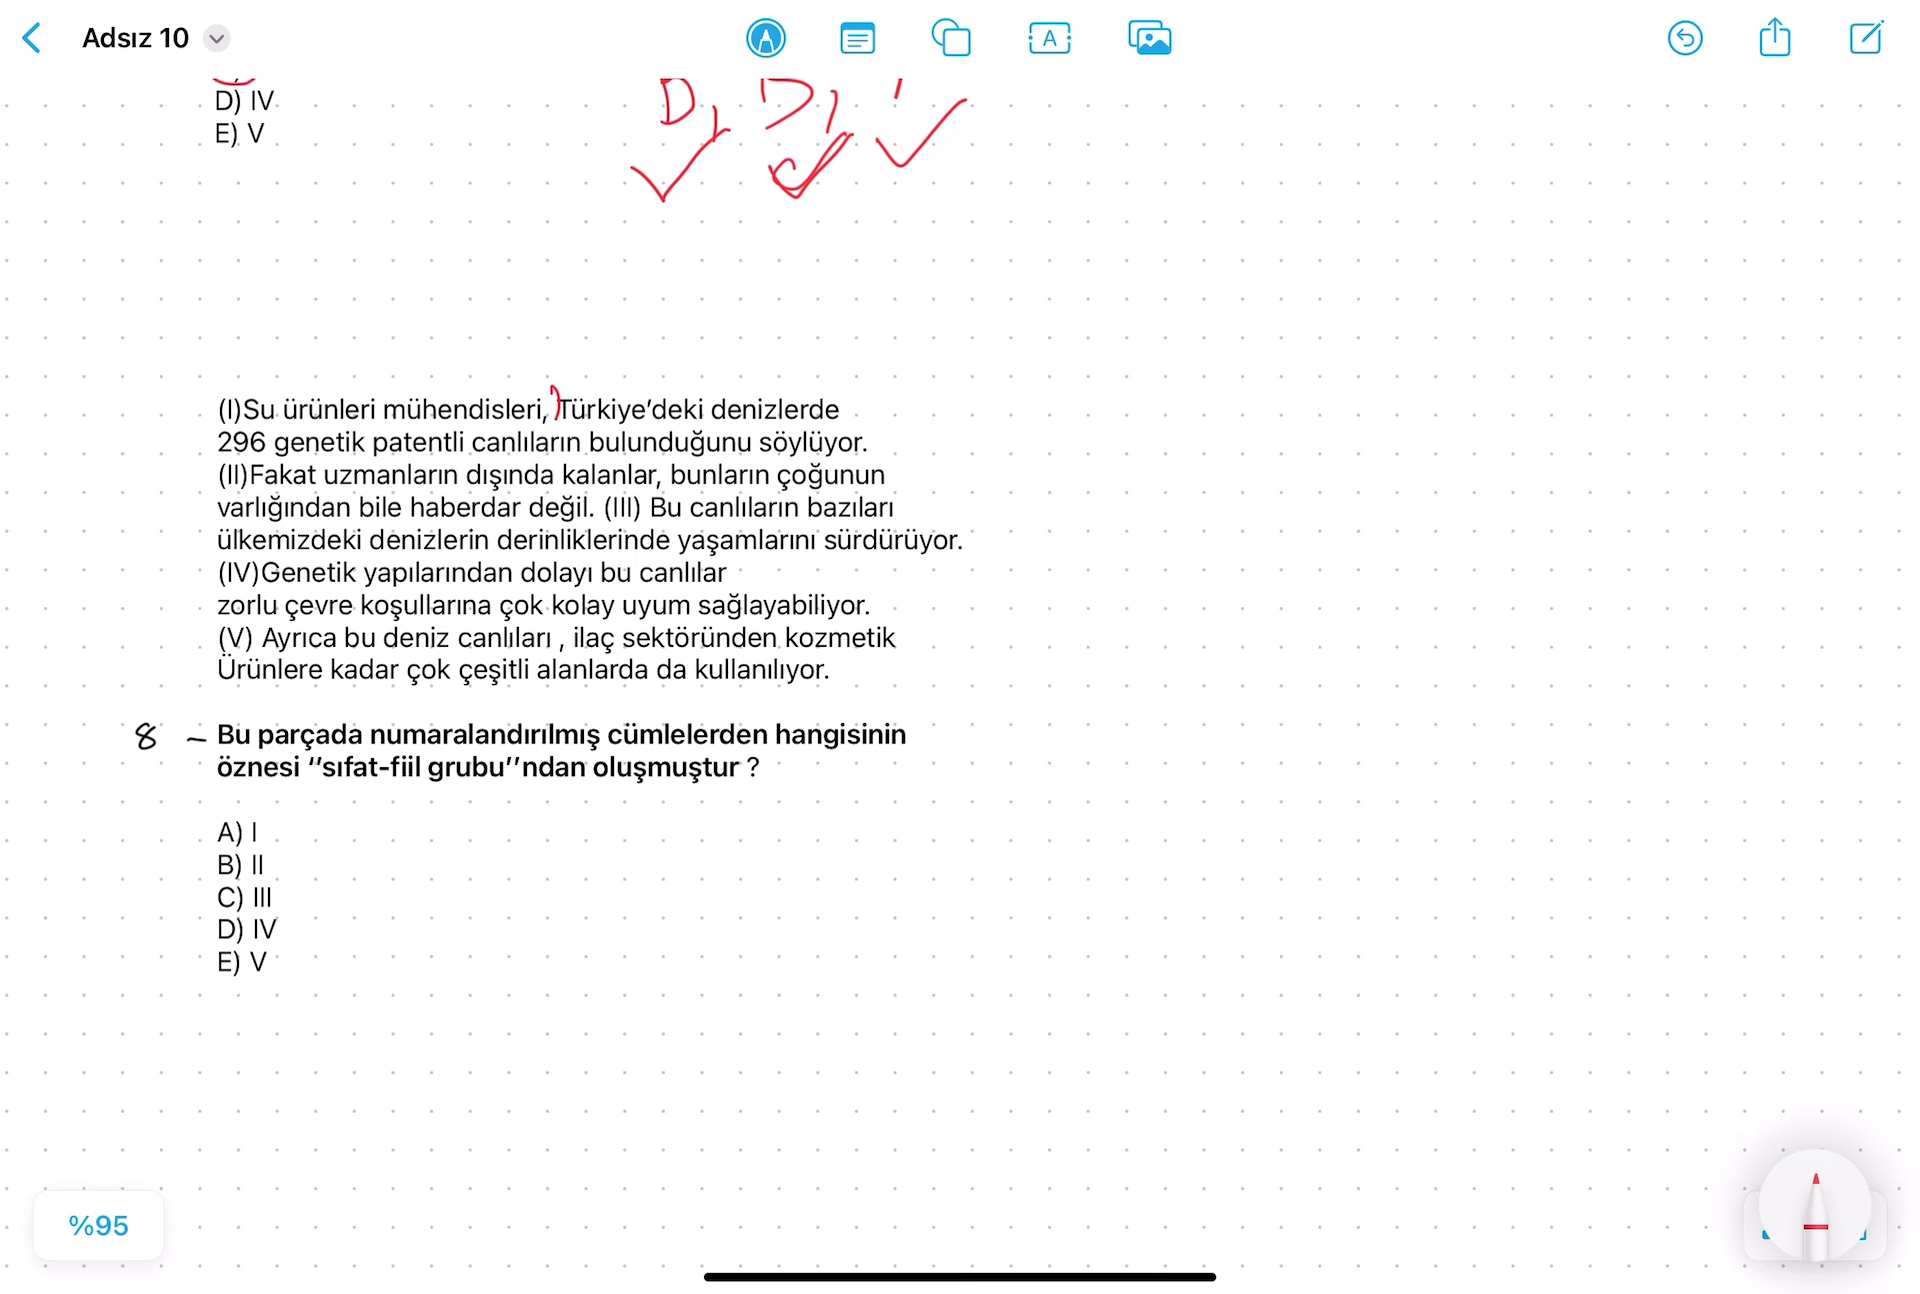 Adsız 10
D) IV
E) V
D, D,
(I)Su ürünleri mühendisleri, Türkiye'deki denizlerde
296 genetik patentli canlıların bulunduğunu söylüyor.
(II)Fakat uzmanların dışında kalanlar, bunların çoğunun
varlığından bile haberdar değil. (III) Bu canlıların bazıları
ülkemizdeki denizlerin derinliklerinde yaşamlarını sürdürüyor.
(IV)Genetik yapılarından dolayı bu canlılar
zorlu çevre koşullarına çok kolay uyum sağlayabiliyor.
(V) Ayrıca bu deniz canlıları , ilaç sektöründen kozmetik
Ürünlere kadar çok çeşitli alanlarda da kullanılıyor.
8 - Bu parçada numaralandırılmış cümlelerden hangisinin
öznesi ''sıfat-fiil grubu''ndan oluşmuştur ?
A) I
B) II
C) III
D) IV
E) V
%95